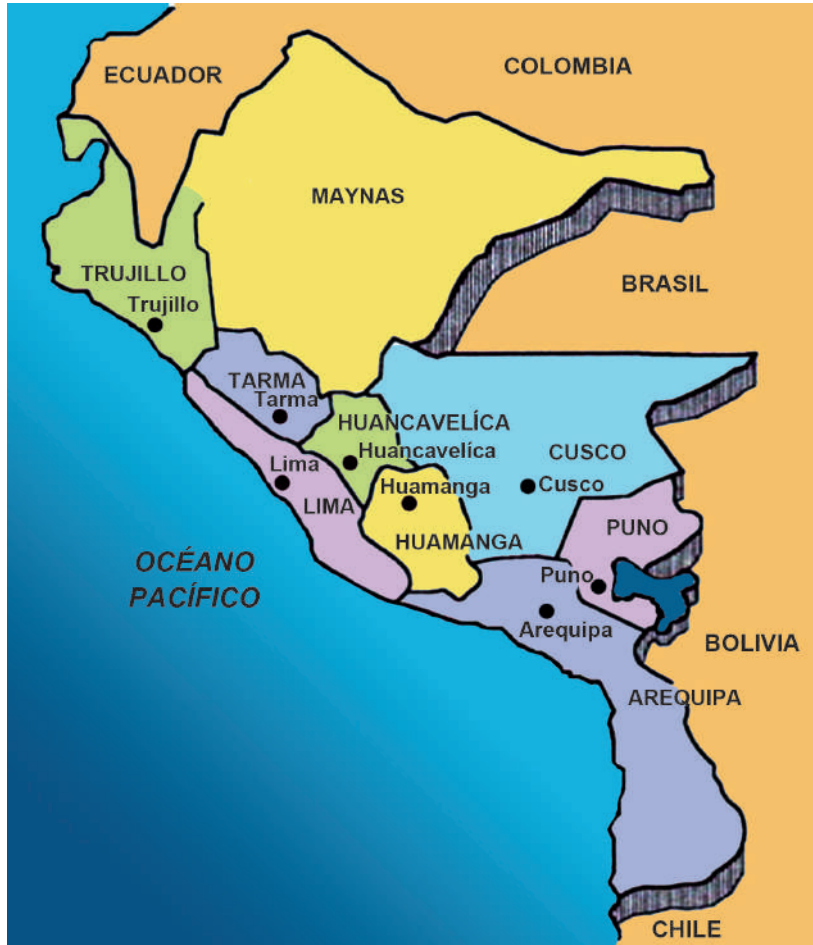 ECUADOR
COLOMBIA
MAYNAS
BRASIL
TRUJILLO
Trujillo
TARMA
Tarma
HUANCAVELÍCA
Huancavelíca
CUSCO
Cusco
Lima
LIMA
Huamanga
HUAMANGA
PUNO
Puno
OCÉANO
PACÍFICO
Arequipa
BOLIVIA
AREQUIPA
CHILE